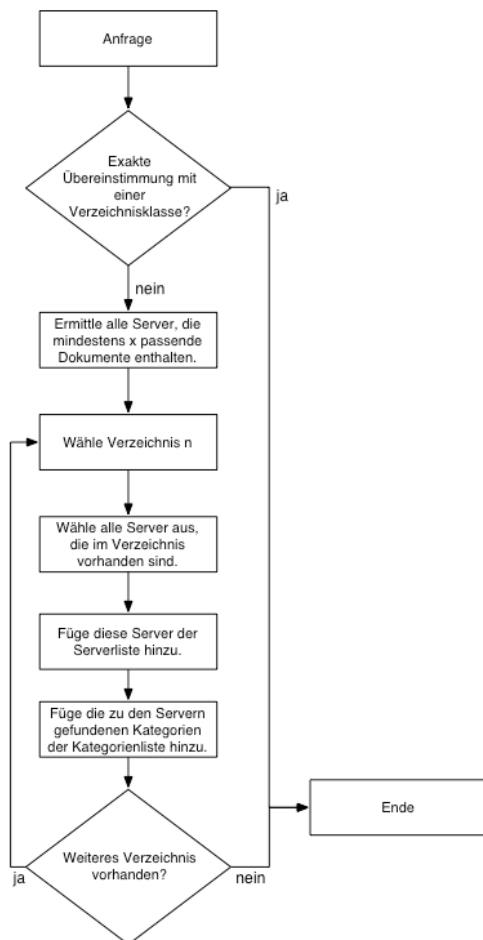 Anfrage
Exakte
Übereinstimmung mit
einer
Verzeichnisklasse?
ja
nein
Ermittle alle Server, die
mindestens x passende
Dokumente enthalten.
Wähle Verzeichnis n
Wähle alle Server aus,
die im Verzeichnis
vorhanden sind.
Füge diese Server der
Serverliste hinzu.
Füge die zu den Servern
gefundenen Kategorien
der Kategorienliste hinzu.
Ende
Weiteres Verzeichnis
vorhanden?
ja
nein